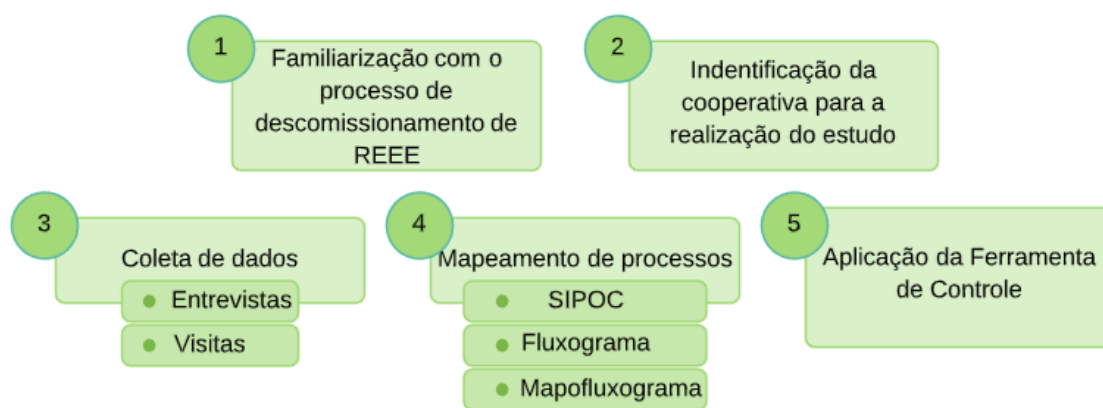 1
Familiarização com o
processo de
descomissionamento de
REEE
2
Indentificação da
cooperativa para a
realização do estudo
3
Coleta de dados
Entrevistas
Visitas
4
Mapeamento de processos
SIPOC
Fluxograma
Mapofluxograma
5
Aplicação da Ferramenta
de Controle